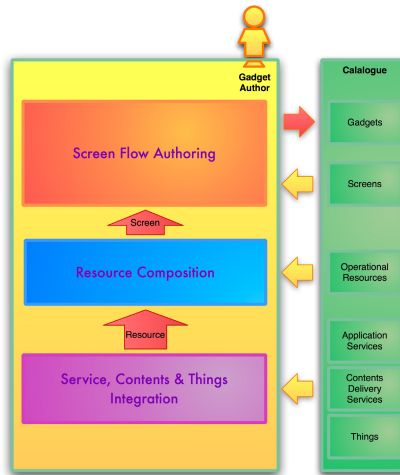 Gadget
Author
Calalogue
Screen Flow Authoring
Gadgets
Screens
Screen
Resource Composition
Operational
Resources
Resource
Application
Services
Service, Contents & Things
Integration
Contents
Delivery
Services
Things